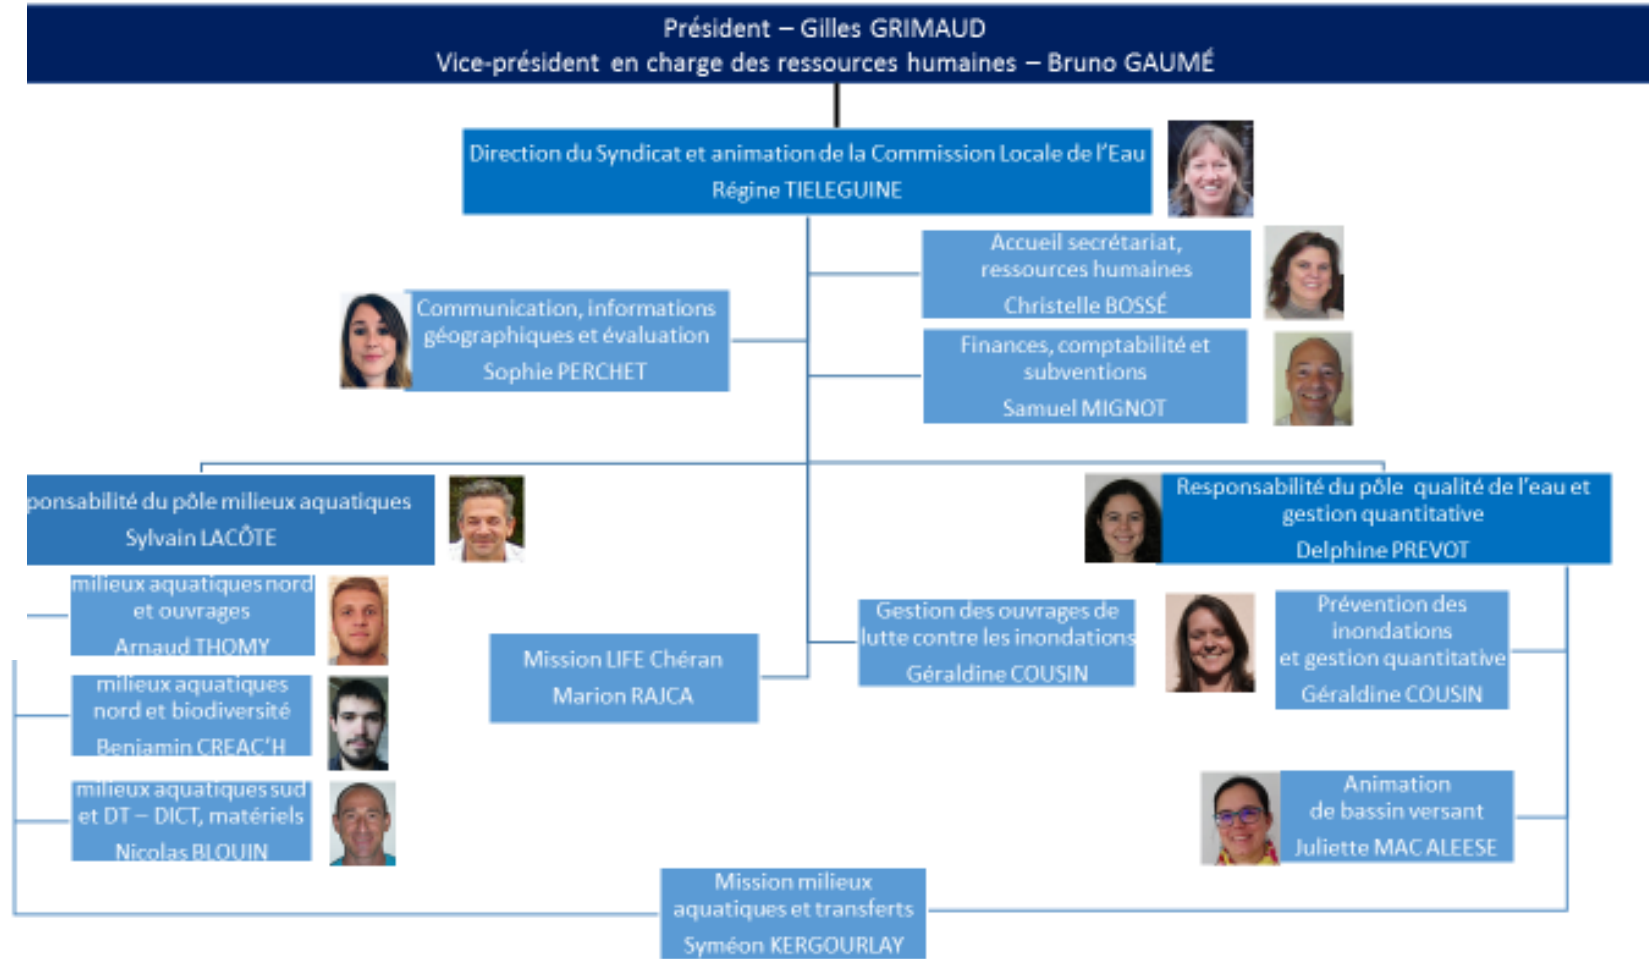 Président – Gilles GRIMAUD
Vice-président en charge des ressources humaines – Bruno GAUMÉ
Direction du Syndicat et animation de la Commission Locale de l'Eau
Régine TIELEGUINE
Accueil secrétariat,
ressources humaines
Christelle BOSSÉ
Communication, informations
géographiques et évaluation
Sophie PERCHET
Finances, comptabilité et
subventions
Samuel MIGNOT
ponsabilité du pôle milieux aquatiques
Sylvain LACÔTE
Responsabilité du pôle qualité de l'eau et
gestion quantitative
Delphine PREVOT
milieux aquatiques nord
et ouvrages
Arnaud THOMY
milieux aquatiques
nord et biodiversité
Benjamin CREAC'H
milieux aquatiques sud
et DT – DICT, matériels
Nicolas BLOUIN
Mission LIFE Chéran
Marion RAJCA
Gestion des ouvrages de
lutte contre les inondations
Géraldine COUSIN
Prévention des
inondations
et gestion quantitative
Géraldine COUSIN
Animation
de bassin versant
Juliette MAC ALEESE
Mission milieux
aquatiques et transferts
Syméon KERGOURLAY